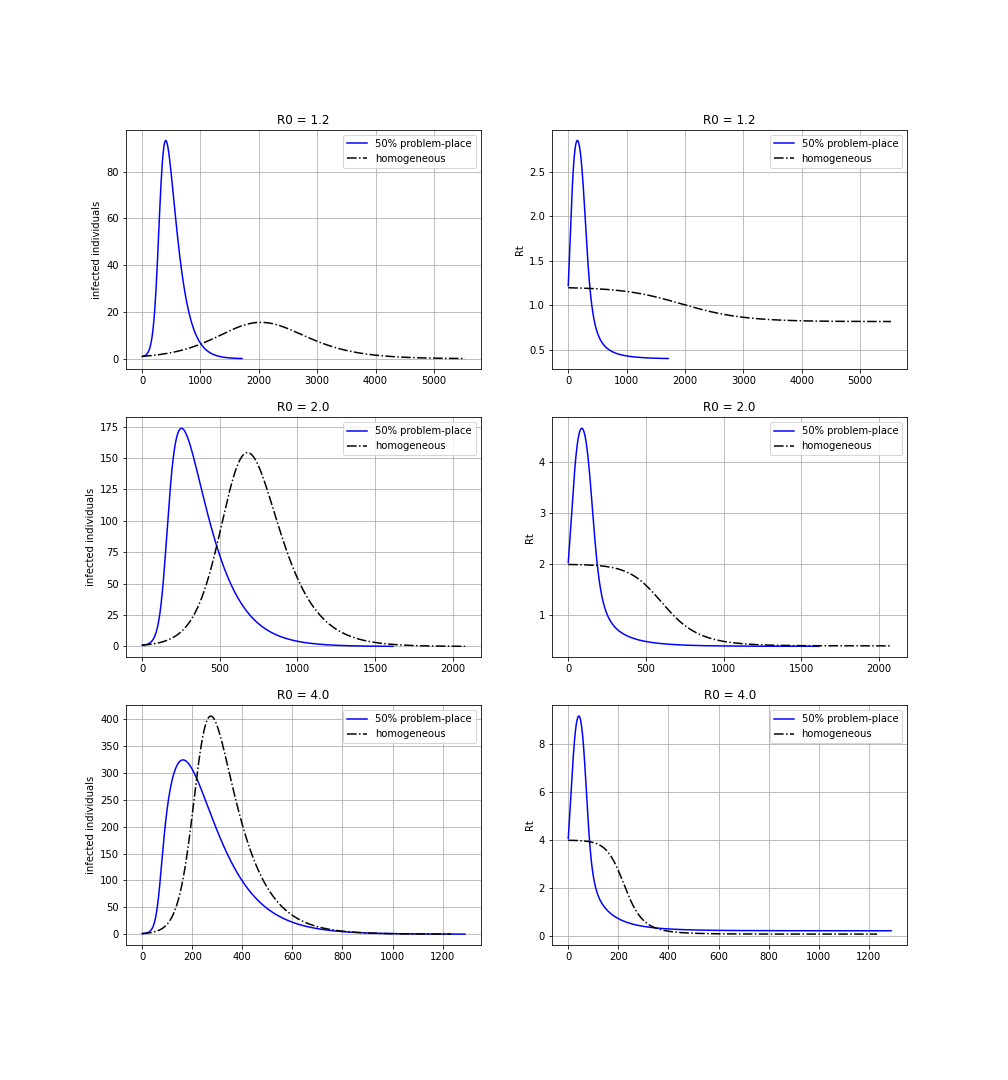 R0 = 1.2
50% problem-place
homogeneous
infected individuals
80
60
40
20
0
0 1000 2000 3000 4000 5000
R0 = 1.2
50% problem-place
homogeneous
Rt
2.5
2.0
1.5
1.0
0.5
0 1000 2000 3000 4000 5000
R0 = 2.0
50% problem-place
homogeneous
infected individuals
175
150
125
100
75
50
25
0
0 500 1000 1500 2000
R0 = 2.0
50% problem-place
homogeneous
Rt
4
3
2
1
0 500 1000 1500 2000
R0 = 4.0
50% problem-place
homogeneous
infected individuals
400
350
300
250
200
150
100
50
0
0 200 400 600 800 1000 1200
R0 = 4.0
50% problem-place
homogeneous
Rt
8
6
4
2
0
0 200 400 600 800 1000 1200